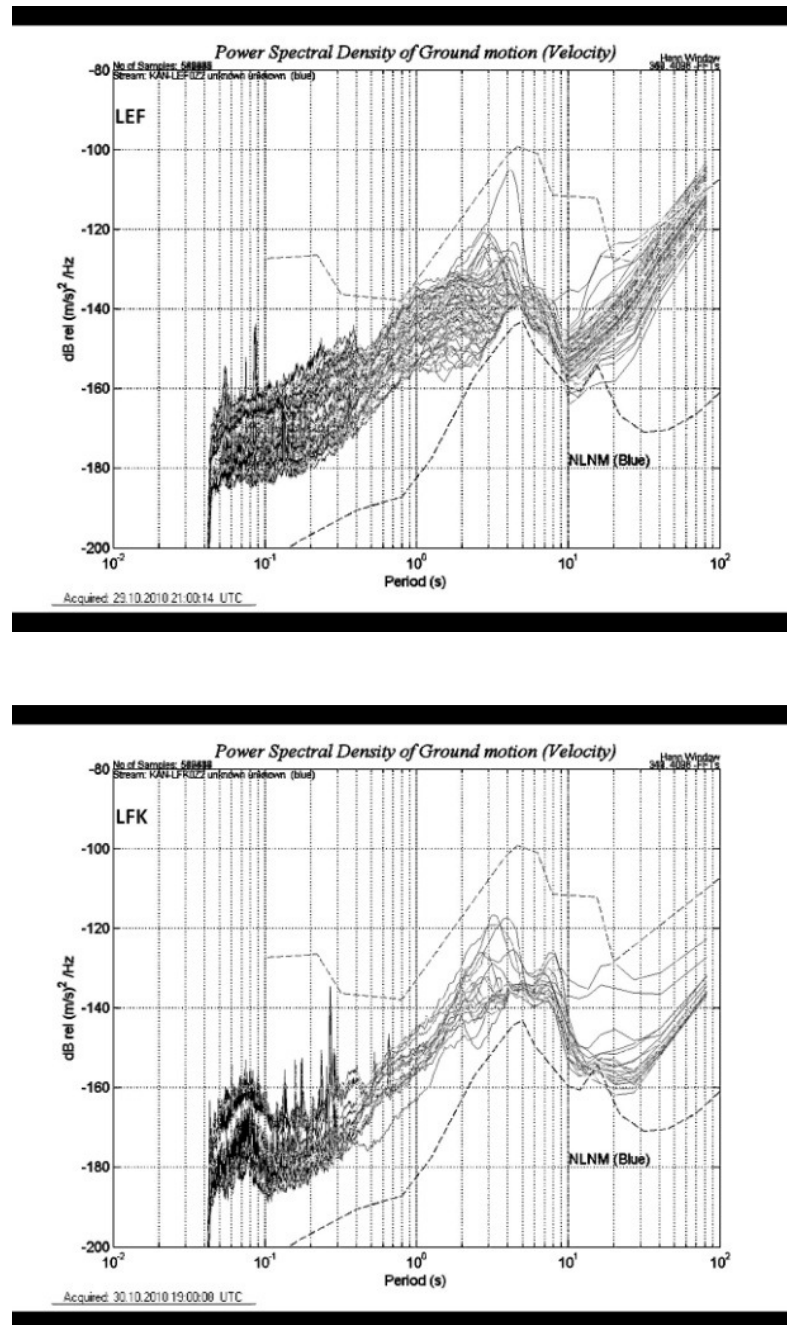 Power Spectral Density of Ground motion (Velocity)
No of Samples:
Hann Window
Stream: KAN-LEF0Z2 unknown unknown (blue)
4096 -FFTs
-80
LEF
-100
-120
-140
-160
-180
-200
dB rel (m/s)² /Hz
NLNM (Blue)
10⁻² 10⁻¹ 10⁰ 10¹ 10²
Period (s)
Acquired: 29.10.2010 21:00:14 UTC
Power Spectral Density of Ground motion (Velocity)
No of Samples:
Hann Window
Stream: KAN-LFK0Z2 unknown unknown (blue)
4096 -FFTs
-80
LFK
-100
-120
-140
-160
-180
-200
dB rel (m/s)² /Hz
NLNM (Blue)
10⁻² 10⁻¹ 10⁰ 10¹ 10²
Period (s)
Acquired: 30.10.2010 19:00:08 UTC